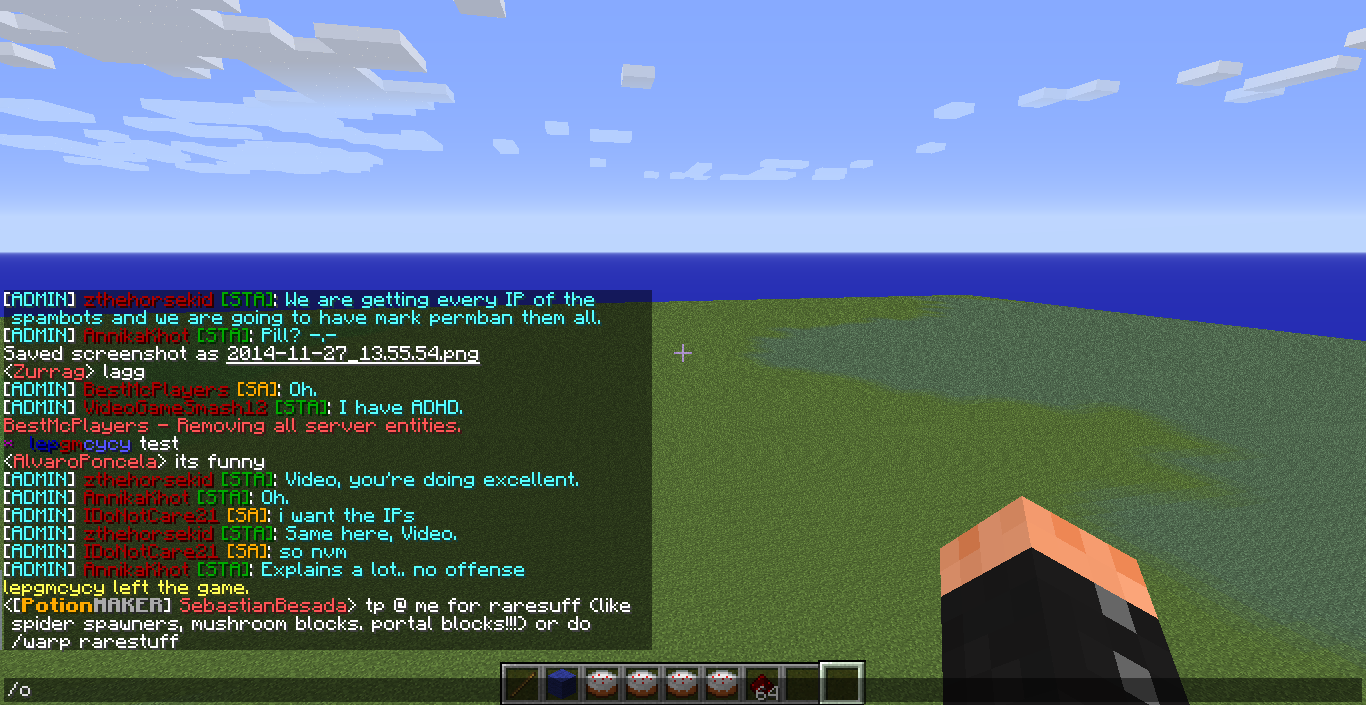 [ADMIN] zthehorsekid [STA]: We are getting every IP of the
spambots and we are going to have mark permban them all.
[ADMIN] AnnikaKhot [STA]: Pill? -.-
Saved screenshot as 2014-11-27_13.55.54.png
<Zurrag> lagg
[ADMIN] BestMcPlayers [SA]: Oh.
[ADMIN] VideoGameSmash12 [STA]: I have ADHD.
BestMcPlayers - Removing all server entities.
* lepgmcycy test
<AlvaroPoncela> its funny
[ADMIN] zthehorsekid [STA]: Video, you're doing excellent.
[ADMIN] AnnikaKhot [STA]: Oh.
[ADMIN] IDoNotCare21 [SA]: i want the IPs
[ADMIN] zthehorsekid [STA]: Same here, Video.
[ADMIN] IDoNotCare21 [SA]: so nvm
[ADMIN] AnnikaKhot [STA]: Explains a lot.. no offense
lepgmcycy left the game.
<[PotionMAKER] SebastianBesada> tp @ me for raresuff (like
spider spawners, mushroom blocks. portal blocks!!!) or do
/warp rarestuff
64
/o